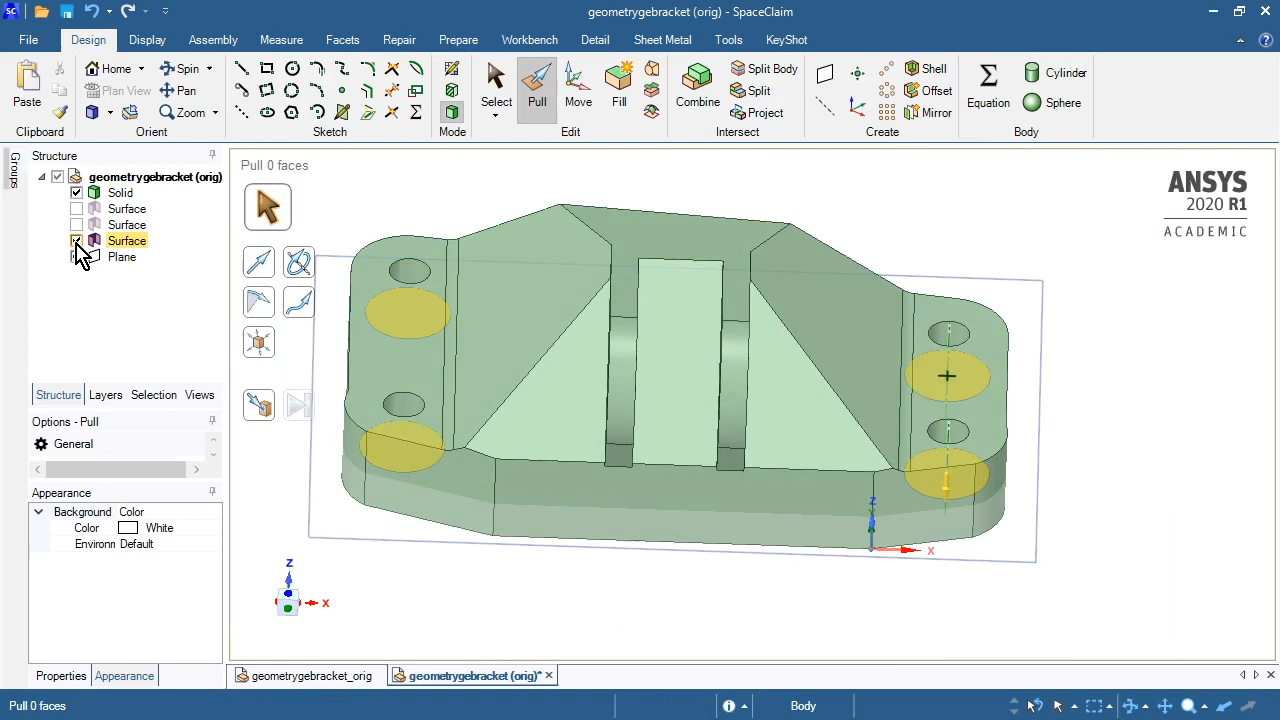 geometrygebracket (orig) - SpaceClaim
File Design Display Assembly Measure Facets Repair Prepare Workbench Detail Sheet Metal Tools KeyShot
Home Spin Split Body Shell Cylinder
Plan View Pan Split Offset
Paste Zoom Select Pull Move Fill Combine Project Mirror Equation Sphere
Clipboard Orient Sketch Mode Edit Intersect Create Body
Groups
Structure
geometrygebracket (orig)
Solid
Surface
Surface
Surface
Plane
Structure Layers Selection Views
Options - Pull
General
Appearance
Background Color
Color White
Environn Default
Properties Appearance
Pull 0 faces
ANSYS
2020 R1
ACADEMIC
Z
X
Z
X
geometrygebracket_orig geometrygebracket (orig)*
Pull 0 faces Body